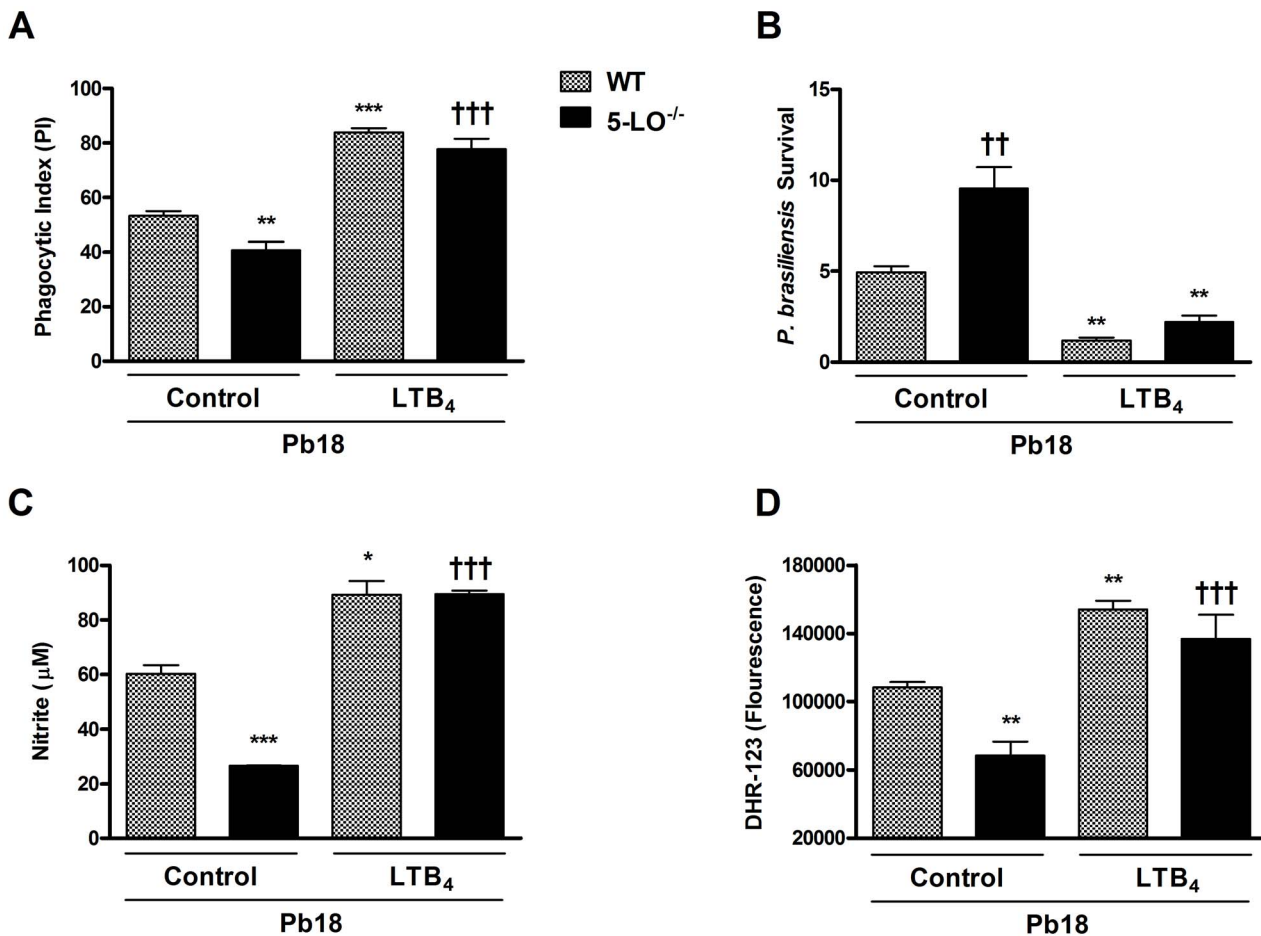 A
Phagocytic Index (PI)
100
80
60
40
20
0
**
***
†††
Control
LTB4
Pb18
WT
5-LO-/-
B
P. brasiliensis Survival
15
10
5
0
††
**
**
Control
LTB4
Pb18
C
Nitrite (μM)
100
80
60
40
20
0
***
*
†††
Control
LTB4
Pb18
D
DHR-123 (Flourescence)
180000
140000
100000
60000
20000
**
**
†††
Control
LTB4
Pb18